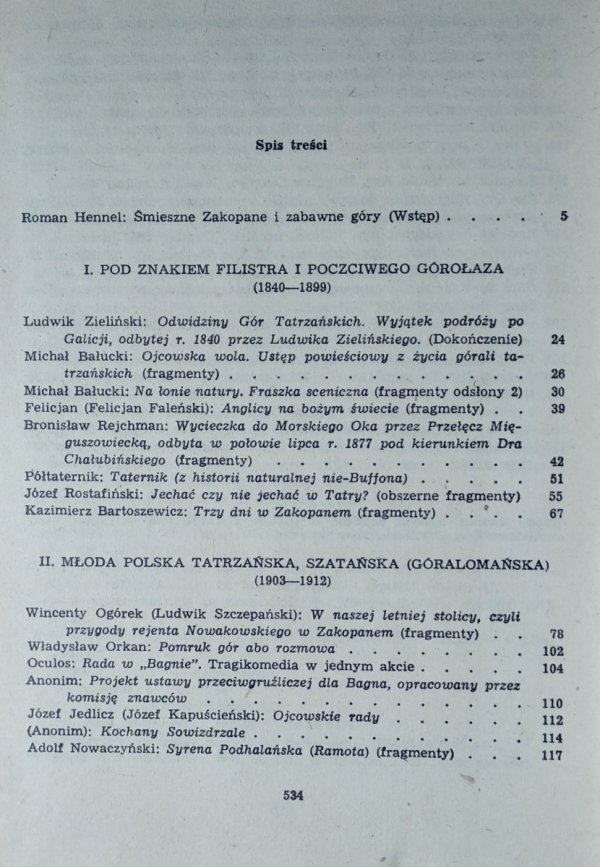 Spis treści
Roman Hennel: Śmieszne Zakopane i zabawne góry (Wstęp) . . . . 5
I. POD ZNAKIEM FILISTRA I POCZCIWEGO GÓROŁAZA
(1840—1899)
Ludwik Zieliński: Odwidziny Gór Tatrzańskich. Wyjątek podróży po
Galicji, odbytej r. 1840 przez Ludwika Zielińskiego. (Dokończenie) 24
Michał Bałucki: Ojcowska wola. Ustęp powieściowy z życia górali ta-
trzańskich (fragmenty) . . . . . . . . . . . . 26
Michał Bałucki: Na łonie natury. Fraszka sceniczna (fragmenty odsłony 2) 30
Felicjan (Felicjan Faleński): Anglicy na bożym świecie (fragmenty) . . 39
Bronisław Rejchman: Wycieczka do Morskiego Oka przez Przełęcz Mię-
guszowiecką, odbyta w połowie lipca r. 1877 pod kierunkiem Dra
Chałubińskiego (fragmenty) . . . . . . . . . . 42
Półtaternik: Taternik (z historii naturalnej nie-Buffona) . . . . . 51
Józef Rostafiński: Jechać czy nie jechać w Tatry? (obszerne fragmenty) 55
Kazimierz Bartoszewicz: Trzy dni w Zakopanem (fragmenty) . . . . 67
II. MŁODA POLSKA TATRZAŃSKA, SZATAŃSKA (GÓRALOMAŃSKA)
(1903—1912)
Wincenty Ogórek (Ludwik Szczepański): W naszej letniej stolicy, czyli
przygody rejenta Nowakowskiego w Zakopanem (fragmenty) . . 78
Władysław Orkan: Pomruk gór abo rozmowa . . . . . . . 102
Oculos: Rada w „Bagnie”. Tragikomedia w jednym akcie . . . . . 104
Anonim: Projekt ustawy przeciwgruźliczej dla Bagna, opracowany przez
komisję znawców . . . . . . . . . . . . . 110
Józef Jedlicz (Józef Kapuścieński): Ojcowskie rady . . . . . . 112
(Anonim): Kochany Sowizdrzale . . . . . . . . . . . 114
Adolf Nowaczyński: Syrena Podhalańska (Ramota) (fragmenty) . . . 117
534